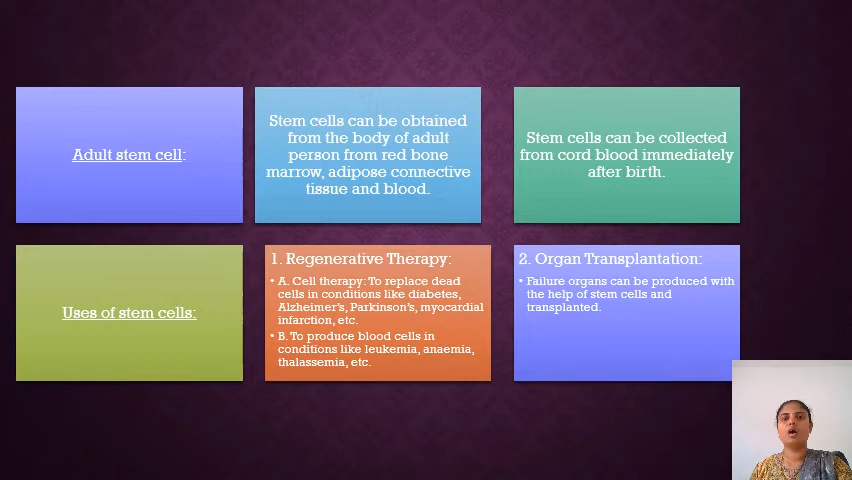 Adult stem cell:
Stem cells can be obtained
from the body of adult
person from red bone
marrow, adipose connective
tissue and blood.
Stem cells can be collected
from cord blood immediately
after birth.
Uses of stem cells:
1. Regenerative Therapy:
• A. Cell therapy: To replace dead
cells in conditions like diabetes,
Alzheimer's, Parkinson's, myocardial
infarction, etc.
• B. To produce blood cells in
conditions like leukemia, anaemia,
thalassemia, etc.
2. Organ Transplantation:
• Failure organs can be produced with
the help of stem cells and
transplanted.